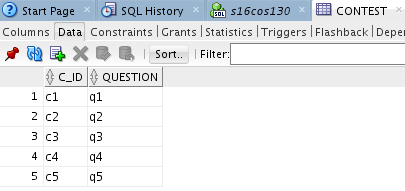 Start Page SQL History s16cos130 CONTEST
Columns Data Constraints Grants Statistics Triggers Flashback
Sort.. Filter:
C_ID QUESTION
1 c1 q1
2 c2 q2
3 c3 q3
4 c4 q4
5 c5 q5